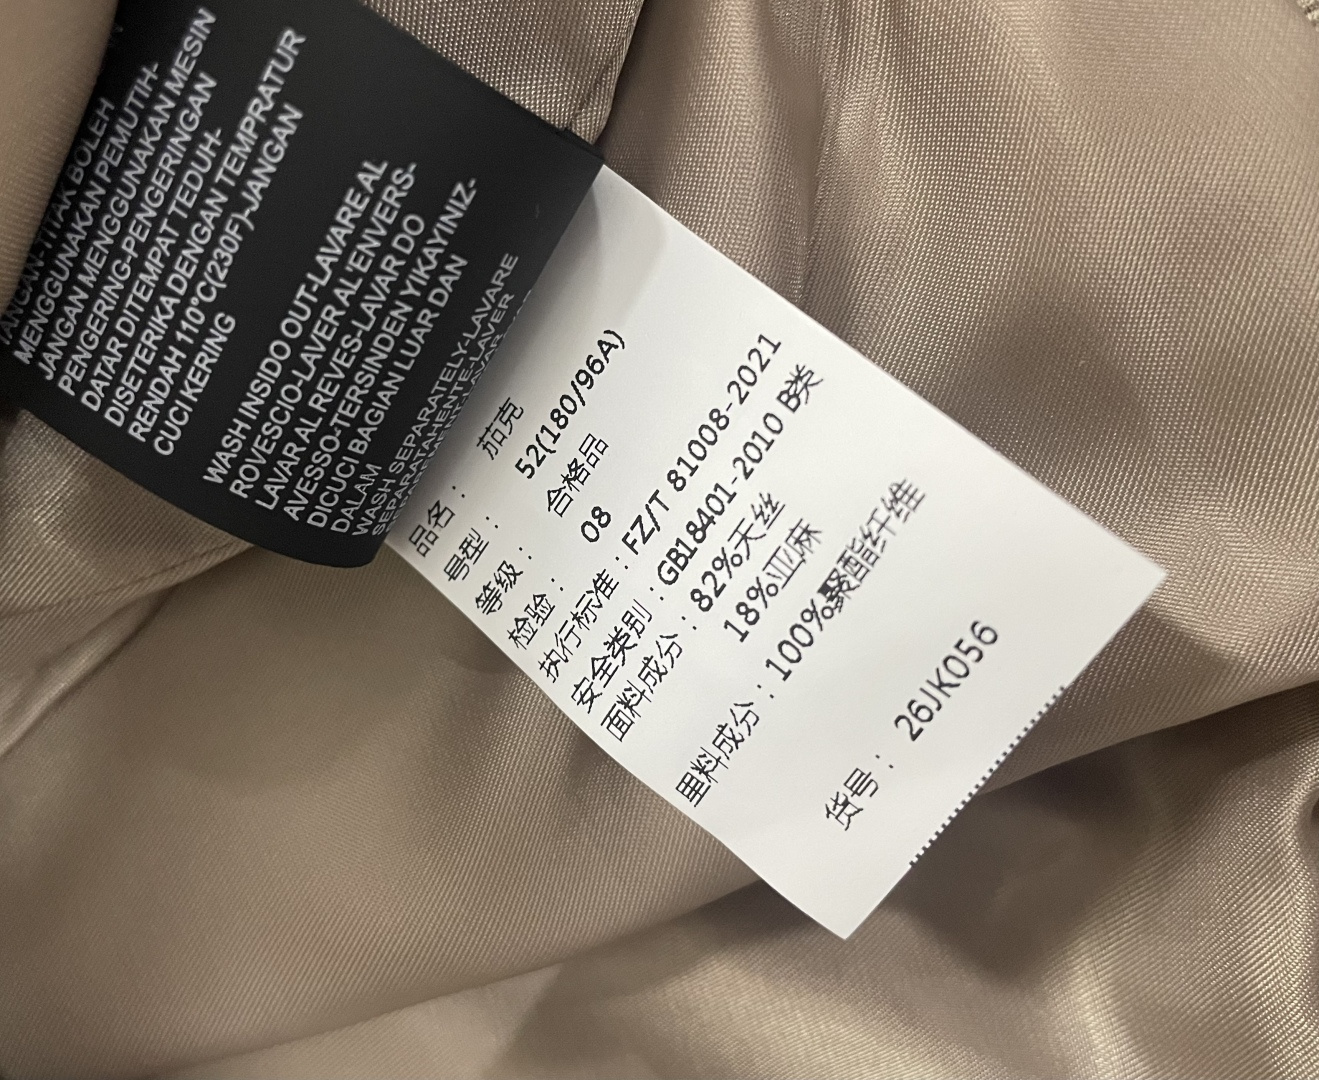 TIAK BOLEH
MENGGUNAKAN PEMUTIH-
JANGAN MENGGUNAKAN MESIN
PENGERING-PENGERINGAN
DATAR DI TEMPAT TEDUH-
DISETERIKA DENGAN TEMPRATUR
RENDAH 110°C(230F)-JANGAN
CUCI KERING
WASH INSIDO OUT-LAVAREAL
ROVESCIO-LAVER AL ENVERS-
LAVAR AL REVES-LAVAR DO
AVESSO-TERSINDEN YIKAYINIZ-
DICUCI BAGIAN LUAR DAN
DALAM
WASH SEPARATELY-LAVARE
品名： 茄克
号型： 52(180/96A)
等级： 合格品
检验： 08
执行标准：FZ/T 81008-2021
安全类别：GB18401-2010 B类
面料成分：82%天丝
18%亚麻
里料成分：100%聚酯纤维
货号： 26JK056